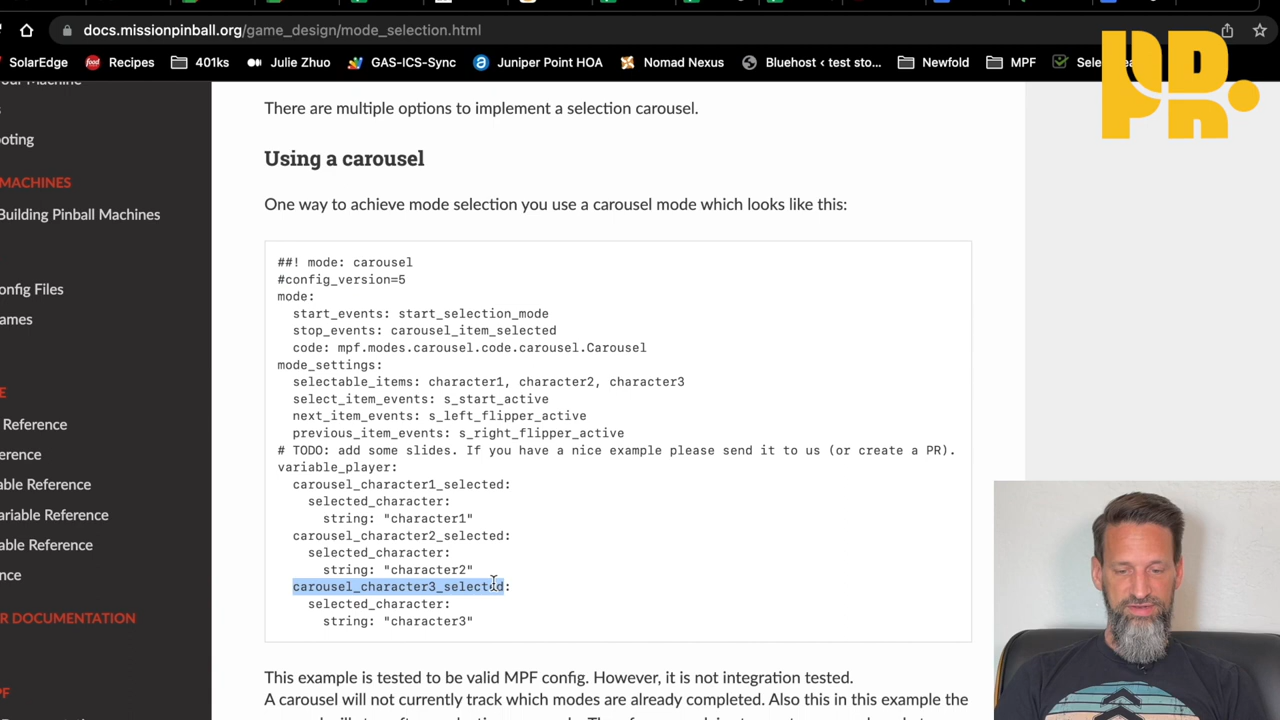 docs.missionpinball.org/game_design/mode_selection.html
SolarEdge
Recipes
401ks
Julie Zhuo
GAS-ICS-Sync
Juniper Point HOA
Nomad Nexus
Bluehost ‹ test sto...
Newfold
MPF
There are multiple options to implement a selection carousel.
ooting
Using a carousel
MACHINES
One way to achieve mode selection you use a carousel mode which looks like this:
Building Pinball Machines
##! mode: carousel
#config_version=5
onfig Files
mode:
start_events: start_selection_mode
ames
stop_events: carousel_item_selected
code: mpf.modes.carousel.code.carousel.Carousel
mode_settings:
selectable_items: character1, character2, character3
E
select_item_events: s_start_active
next_item_events: s_left_flipper_active
Reference
previous_item_events: s_right_flipper_active
# TODO: add some slides. If you have a nice example please send it to us (or create a PR).
erence
variable_player:
carousel_character1_selected:
able Reference
selected_character:
ariable Reference
string: "character1"
carousel_character2_selected:
able Reference
selected_character:
string: "character2"
nce
carousel_character3_selected:
selected_character:
R DOCUMENTATION
string: "character3"
This example is tested to be valid MPF config. However, it is not integration tested.
PF
A carousel will not currently track which modes are already completed. Also this in this example the